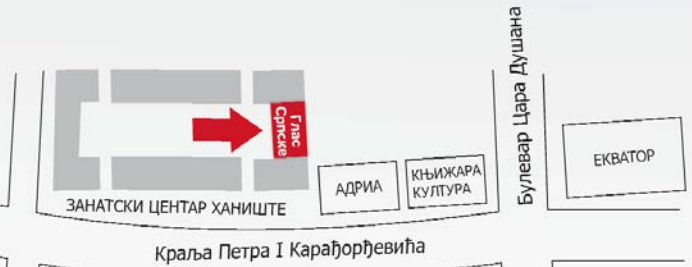 Глас
Српске
ЗАНАТСКИ ЦЕНТАР ХАНИШТЕ
АДРИА
КЊИЖАРА
КУЛТУРА
Булевар Цара Душана
ЕКВАТОР
Краља Петра I Карађорђевића